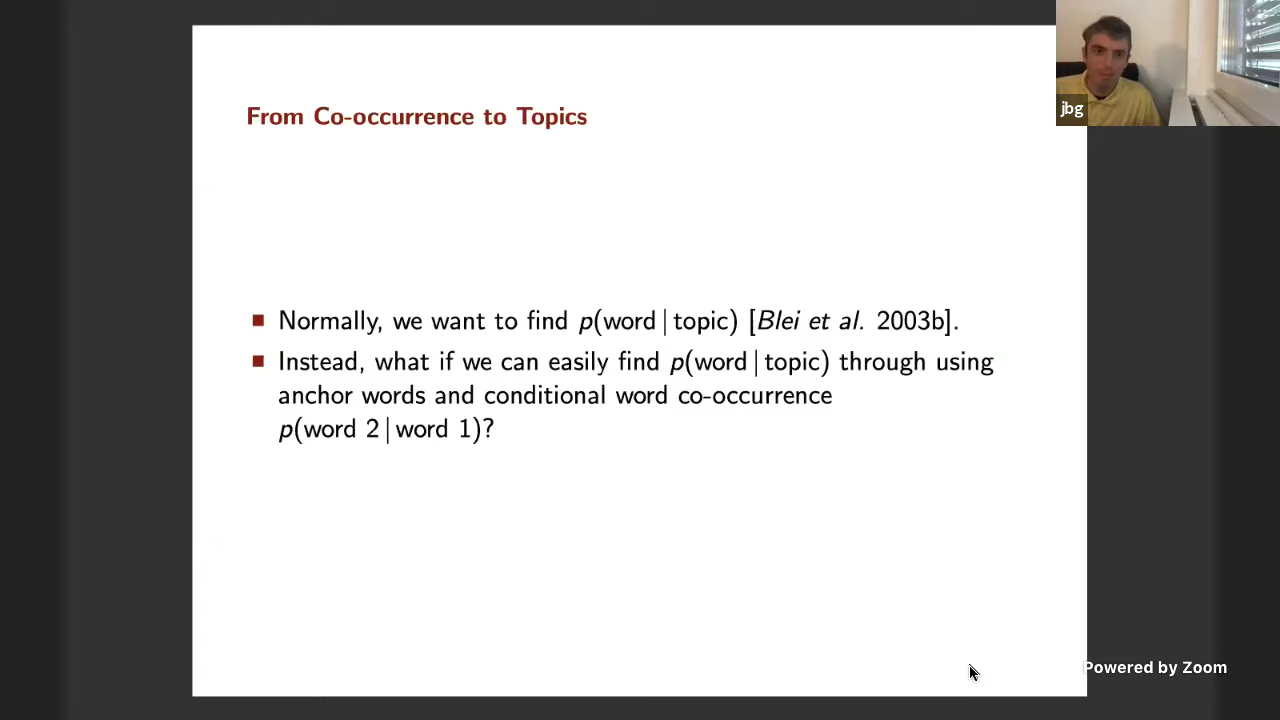 jbg
From Co-occurrence to Topics
■ Normally, we want to find p(word | topic) [Blei et al. 2003b].
■ Instead, what if we can easily find p(word | topic) through using
anchor words and conditional word co-occurrence
p(word 2 | word 1)?
Powered by Zoom